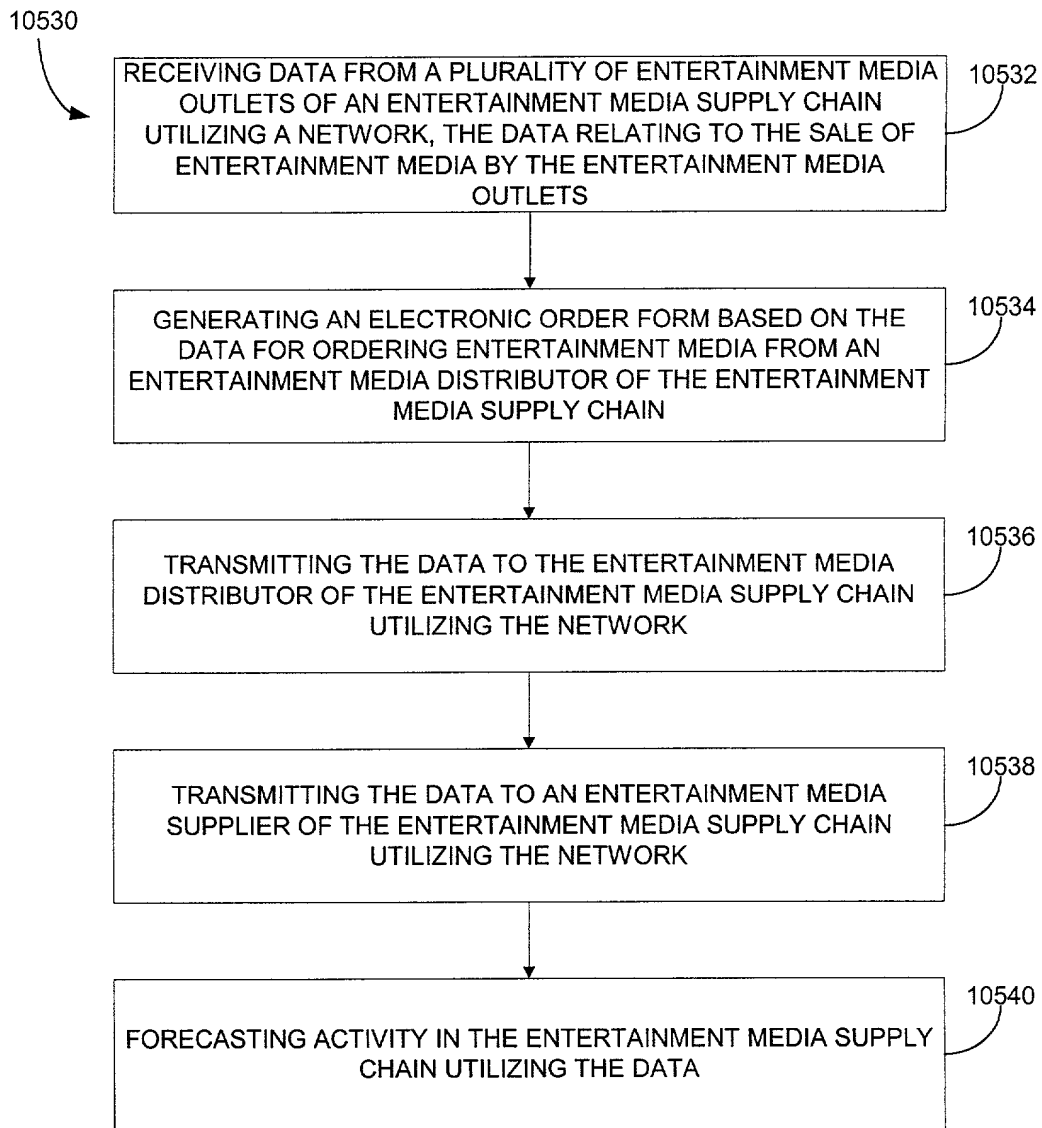 10530
RECEIVING DATA FROM A PLURALITY OF ENTERTAINMENT MEDIA
OUTLETS OF AN ENTERTAINMENT MEDIA SUPPLY CHAIN
UTILIZING A NETWORK, THE DATA RELATING TO THE SALE OF
ENTERTAINMENT MEDIA BY THE ENTERTAINMENT MEDIA
OUTLETS
10532
GENERATING AN ELECTRONIC ORDER FORM BASED ON THE
DATA FOR ORDERING ENTERTAINMENT MEDIA FROM AN
ENTERTAINMENT MEDIA DISTRIBUTOR OF THE ENTERTAINMENT
MEDIA SUPPLY CHAIN
10534
TRANSMITTING THE DATA TO THE ENTERTAINMENT MEDIA
DISTRIBUTOR OF THE ENTERTAINMENT MEDIA SUPPLY CHAIN
UTILIZING THE NETWORK
10536
TRANSMITTING THE DATA TO AN ENTERTAINMENT MEDIA
SUPPLIER OF THE ENTERTAINMENT MEDIA SUPPLY CHAIN
UTILIZING THE NETWORK
10538
FORECASTING ACTIVITY IN THE ENTERTAINMENT MEDIA SUPPLY
CHAIN UTILIZING THE DATA
10540